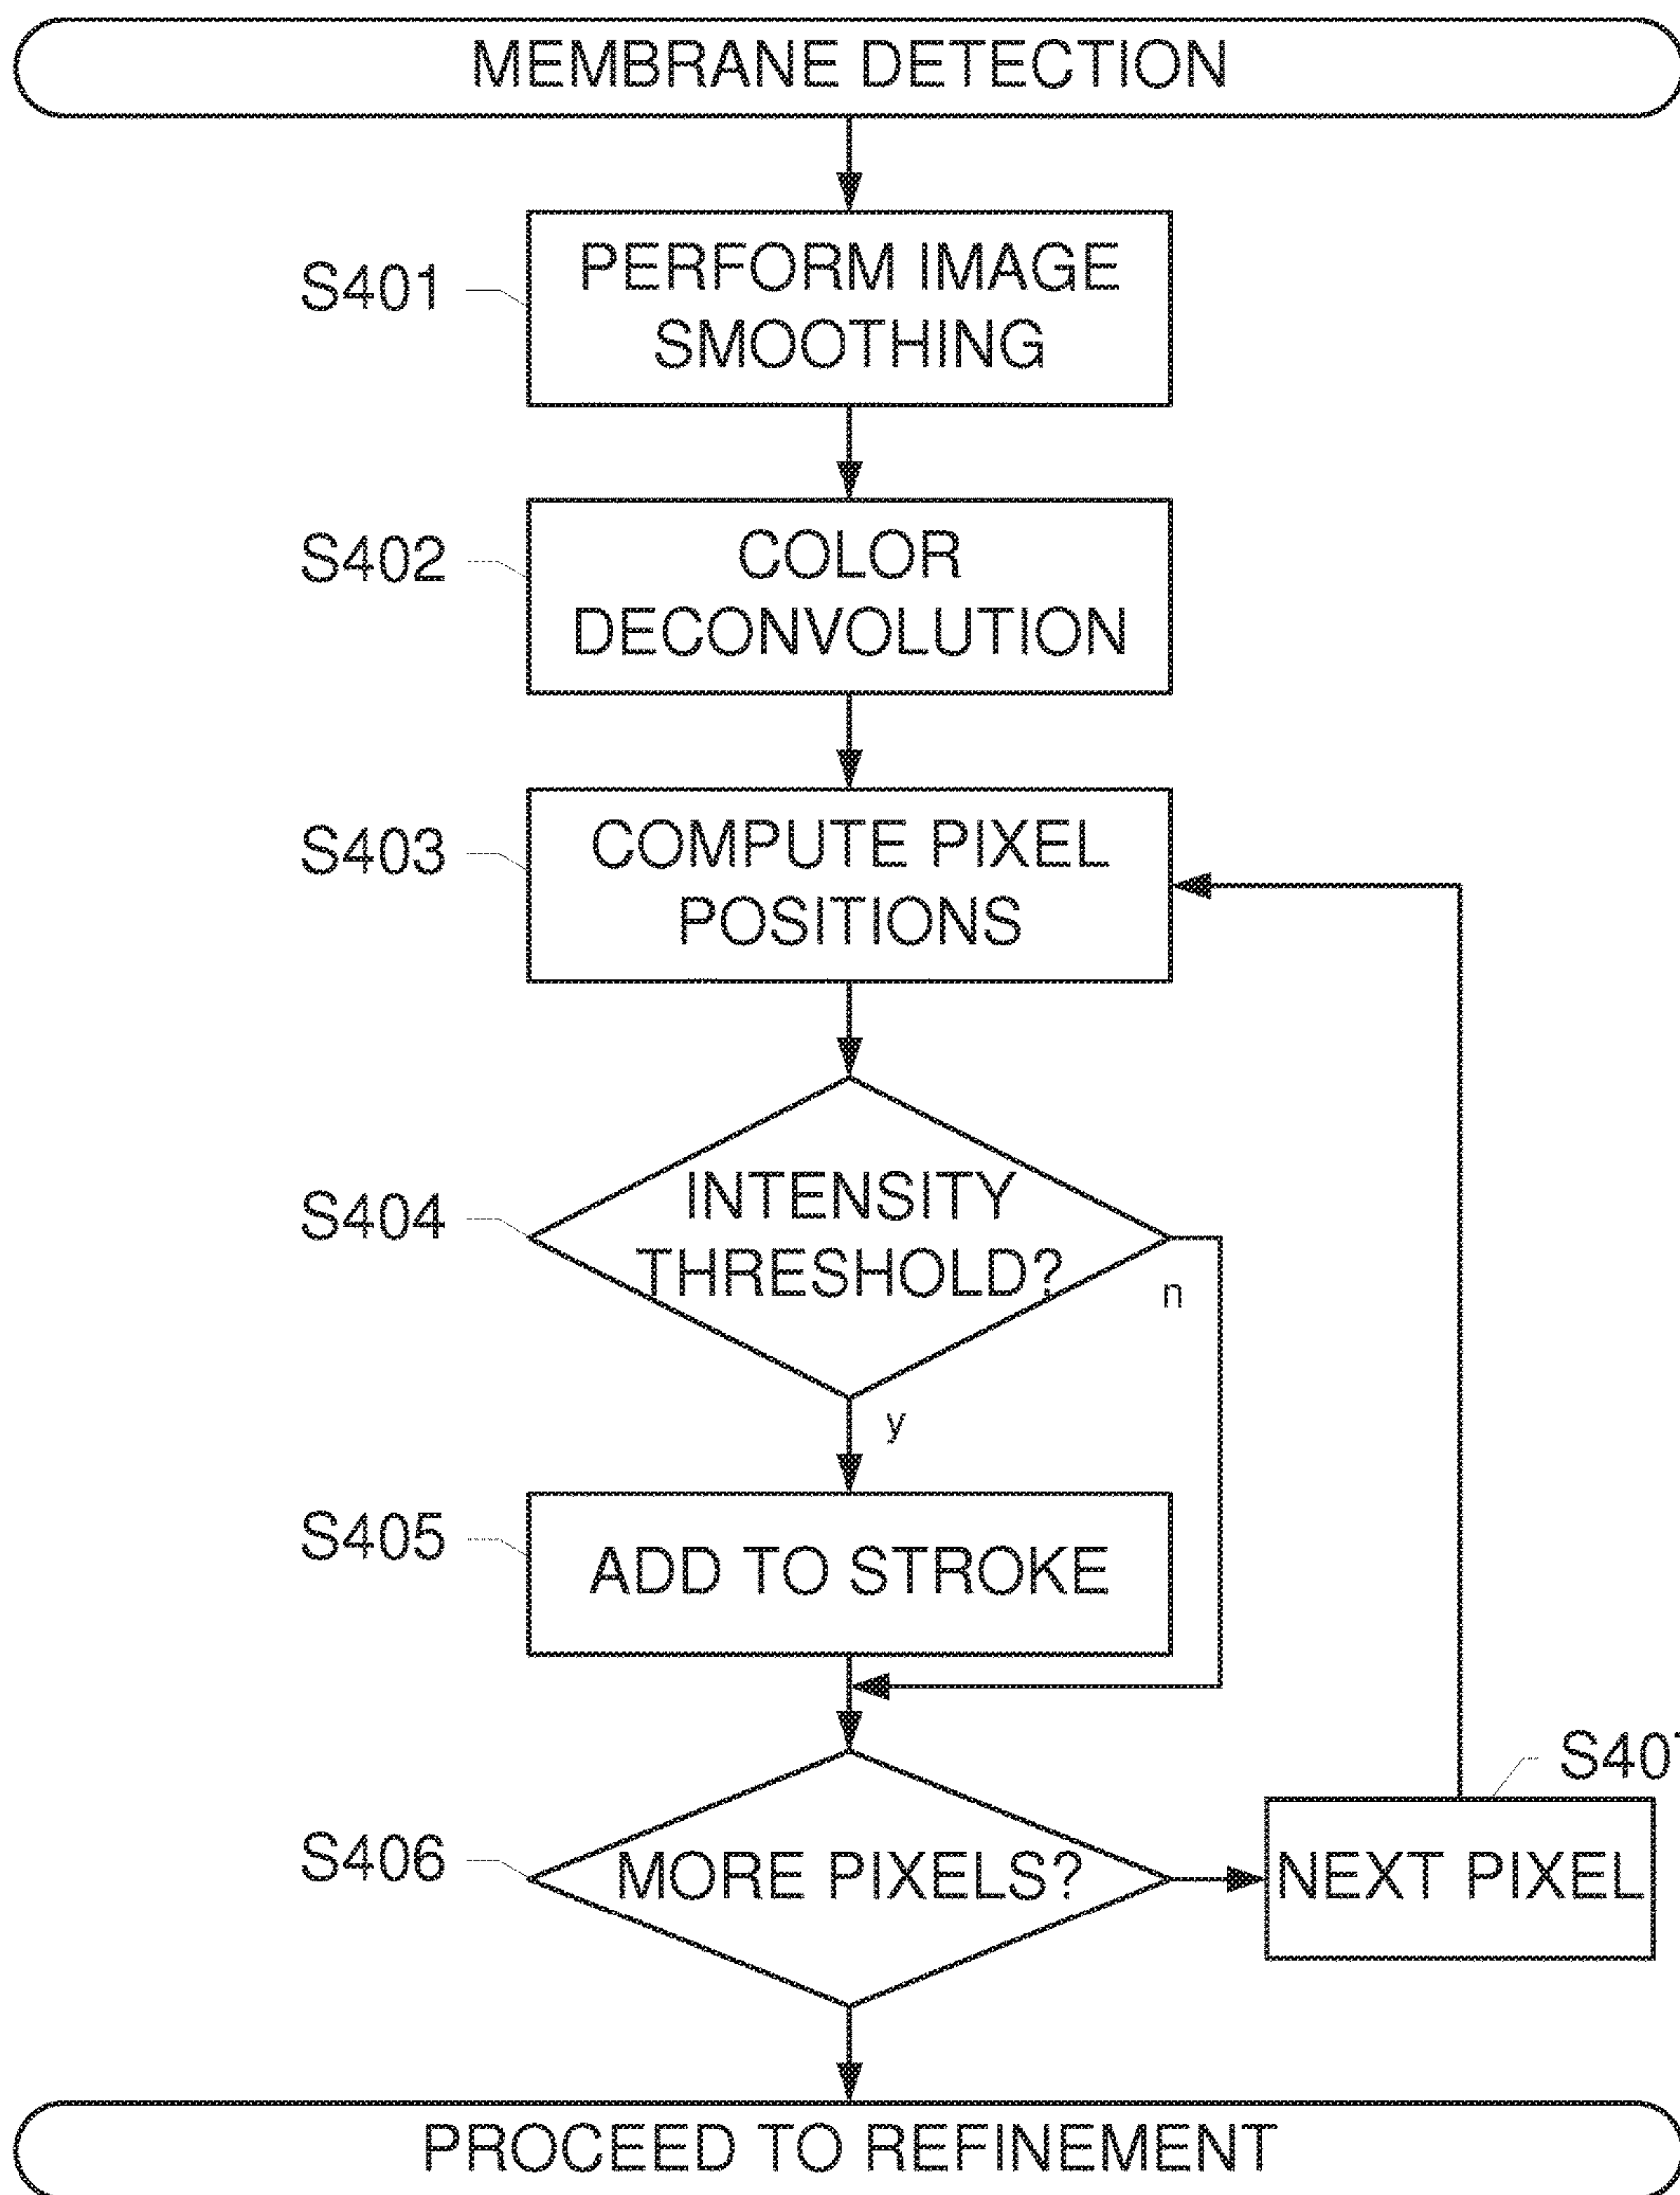 MEMBRANE DETECTION
S401
PERFORM IMAGE
SMOOTHING
S402
COLOR
DECONVOLUTION
S403
COMPUTE PIXEL
POSITIONS
S404
INTENSITY
THRESHOLD?
n
y
S405
ADD TO STROKE
S406
MORE PIXELS?
NEXT PIXEL
PROCEED TO REFINEMENT